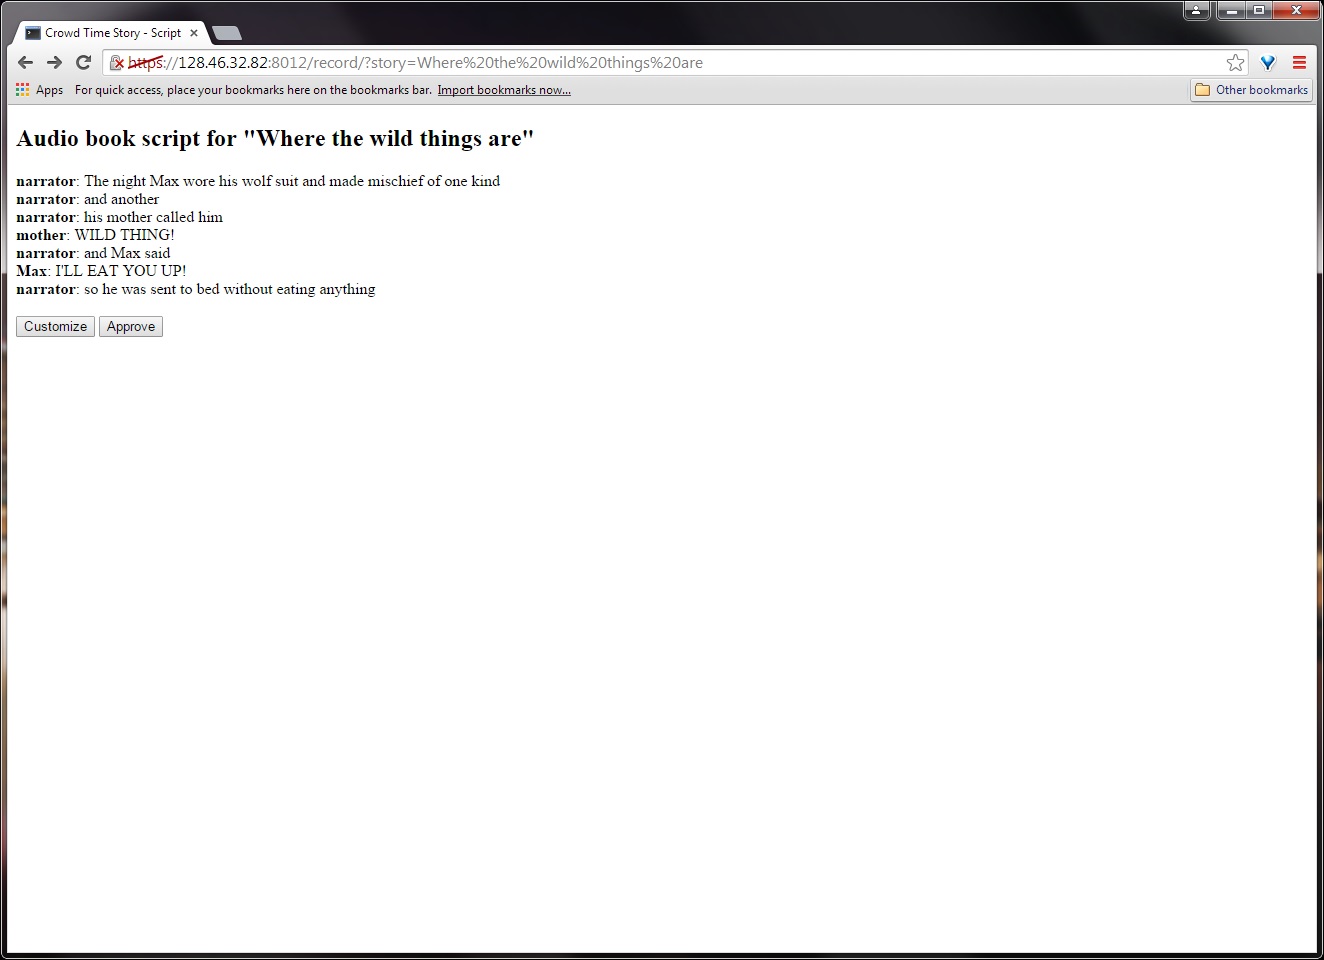 Crowd Time Story - Script
https://128.46.32.82:8012/record/?story=Where%20the%20wild%20things%20are
Apps For quick access, place your bookmarks here on the bookmarks bar. Import bookmarks now... Other bookmarks
Audio book script for "Where the wild things are"
narrator: The night Max wore his wolf suit and made mischief of one kind
narrator: and another
narrator: his mother called him
mother: WILD THING!
narrator: and Max said
Max: I'LL EAT YOU UP!
narrator: so he was sent to bed without eating anything
Customize Approve